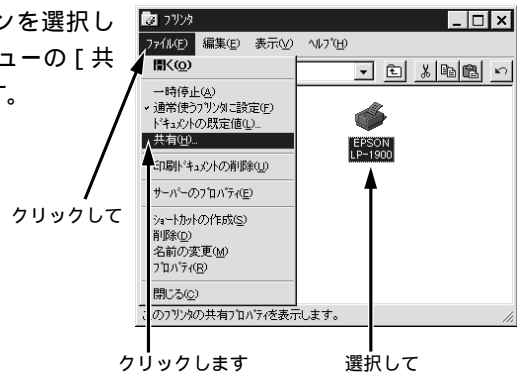 ンを選択し
ューの [ 共
す。
プリンタ
ファイル(F) 編集(E) 表示(V) ヘルプ(H)
開く(O)
一時停止(A)
通常使うプリンタに設定(F)
ドキュメントの既定値(L)...
共有(H)...
印刷ドキュメントの削除(U)
サーバーのプロパティ(E)
ショートカットの作成(S)
削除(D)
名前の変更(M)
プロパティ(R)
閉じる(C)
EPSON
LP-1900
このプリンタの共有プロパティを表示します。
クリックして
クリックします
選択して